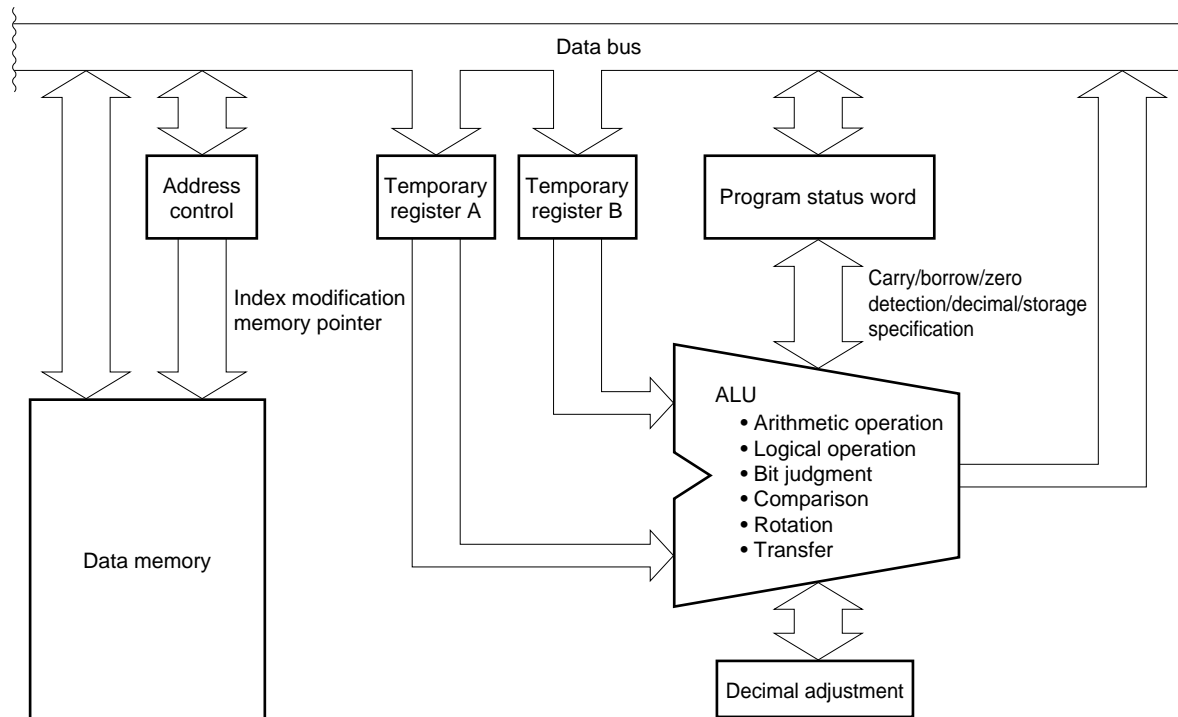 Data bus
Address
control
Temporary
register A
Temporary
register B
Program status word
Index modification
memory pointer
Carry/borrow/zero
detection/decimal/storage
specification
ALU
• Arithmetic operation
• Logical operation
• Bit judgment
• Comparison
• Rotation
• Transfer
Data memory
Decimal adjustment